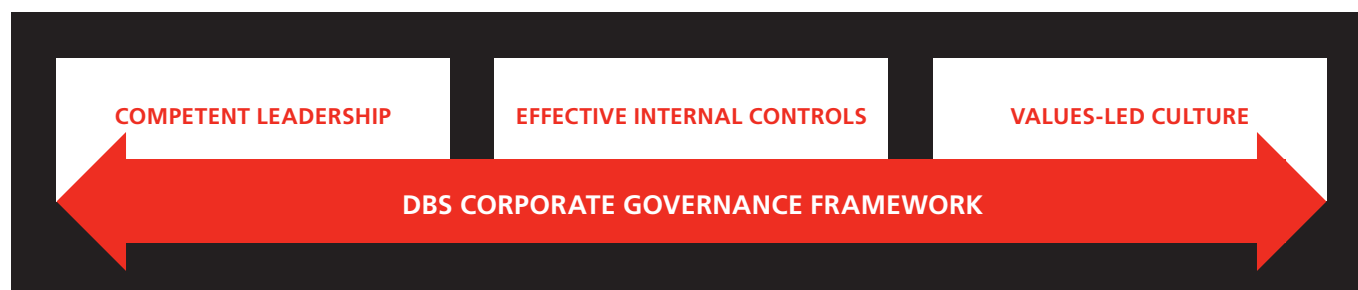 COMPETENT LEADERSHIP
EFFECTIVE INTERNAL CONTROLS
VALUES-LED CULTURE
DBS CORPORATE GOVERNANCE FRAMEWORK